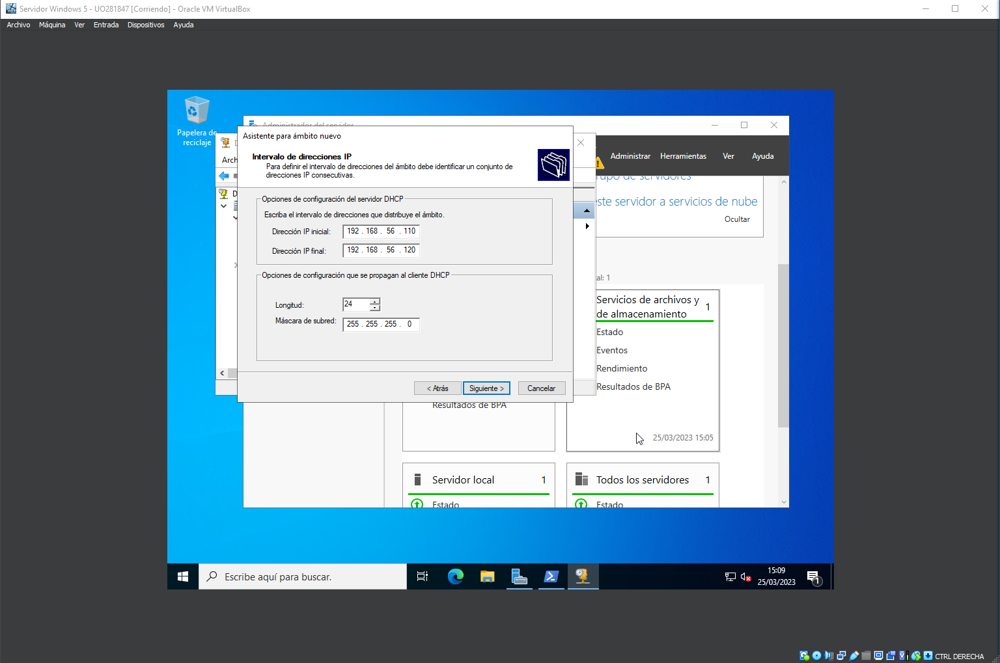 Servidor Windows 5 - UO281847 [Corriendo] - Oracle VM VirtualBox
Archivo Máquina Ver Entrada Dispositivos Ayuda
Papelera de
reciclaje
Administrador del servidor
Administrar Herramientas Ver Ayuda
Arch
D
Asistente para ámbito nuevo
Intervalo de direcciones IP
Para definir el intervalo de direcciones del ámbito debe identificar un conjunto de
direcciones IP consecutivas.
Opciones de configuración del servidor DHCP
Escriba el intervalo de direcciones que distribuye el ámbito.
Dirección IP inicial: 192 . 168 . 56 . 110
Dirección IP final: 192 . 168 . 56 . 120
Opciones de configuración que se propagan al cliente DHCP
Longitud: 24
Máscara de subred: 255 . 255 . 255 . 0
< Atrás Siguiente > Cancelar
rupo de servidores
este servidor a servicios de nube
Ocultar
al: 1
Servicios de archivos y
de almacenamiento 1
Estado
Eventos
Rendimiento
Resultados de BPA
25/03/2023 15:05
Resultados de BPA
Servidor local 1
Estado
Todos los servidores 1
Estado
Escribe aquí para buscar.
15:09
25/03/2023
1
CTRL DERECHA